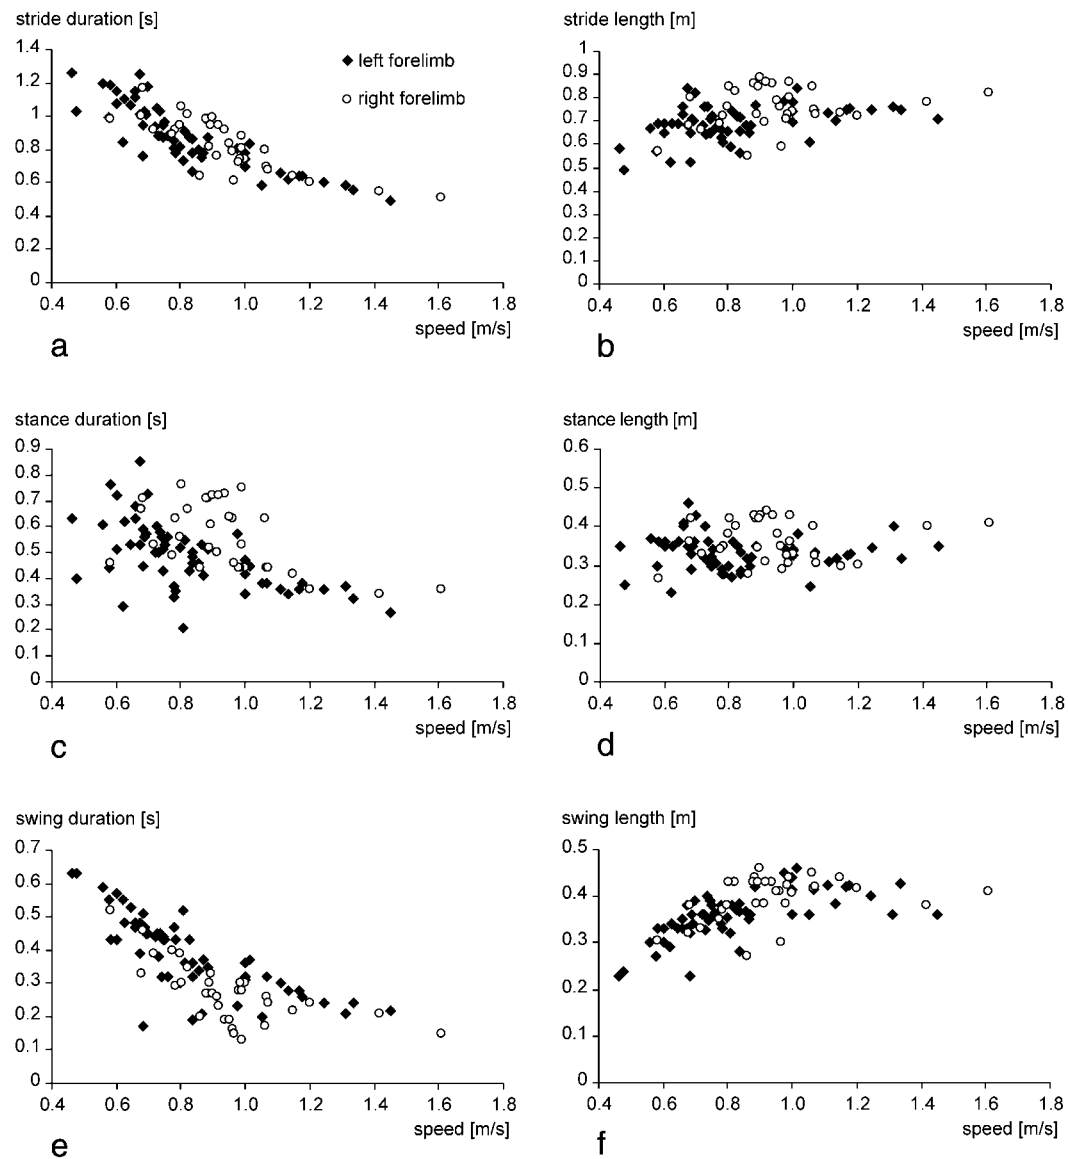 stride duration [s]
1.4
1.2
1
0.8
0.6
0.4
0.2
0
0.4 0.6 0.8 1.0 1.2 1.4 1.6 1.8
speed [m/s]
left forelimb
right forelimb
a
stride length [m]
1
0.9
0.8
0.7
0.6
0.5
0.4
0.3
0.2
0.1
0
0.4 0.6 0.8 1.0 1.2 1.4 1.6 1.8
speed [m/s]
b
stance duration [s]
0.9
0.8
0.7
0.6
0.5
0.4
0.3
0.2
0.1
0
0.4 0.6 0.8 1.0 1.2 1.4 1.6 1.8
speed [m/s]
c
stance length [m]
0.6
0.5
0.4
0.3
0.2
0.1
0
0.4 0.6 0.8 1.0 1.2 1.4 1.6 1.8
speed [m/s]
d
swing duration [s]
0.7
0.6
0.5
0.4
0.3
0.2
0.1
0
0.4 0.6 0.8 1.0 1.2 1.4 1.6 1.8
speed [m/s]
e
swing length [m]
0.5
0.4
0.3
0.2
0.1
0
0.4 0.6 0.8 1.0 1.2 1.4 1.6 1.8
speed [m/s]
f